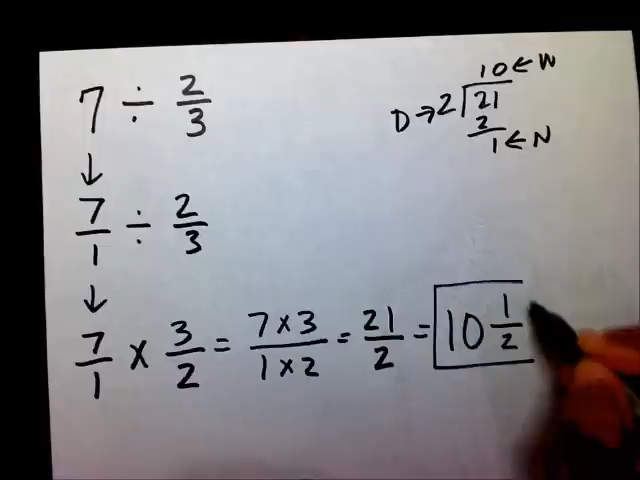 7 ÷ 2/3
↓
7/1 ÷ 2/3
↓
7/1 × 3/2 = 7×3/1×2 = 21/2 = 10 1/2
10 ← W
D → 2 21
2
1 ← N